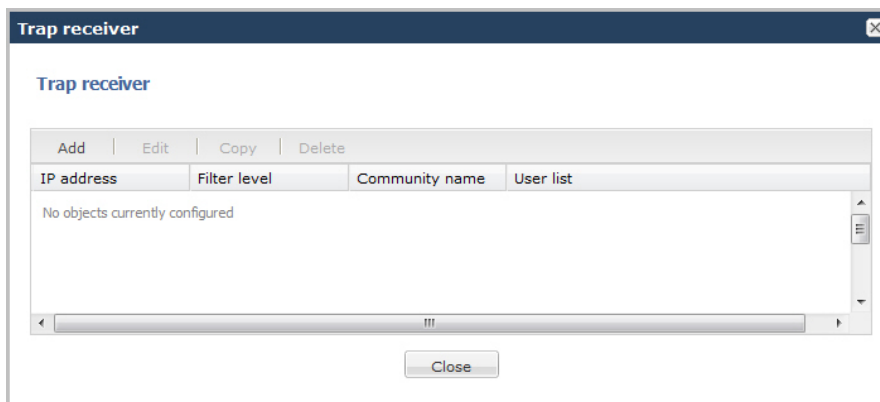 Trap receiver
Trap receiver
Add Edit Copy Delete
IP address Filter level Community name User list
No objects currently configured
Close